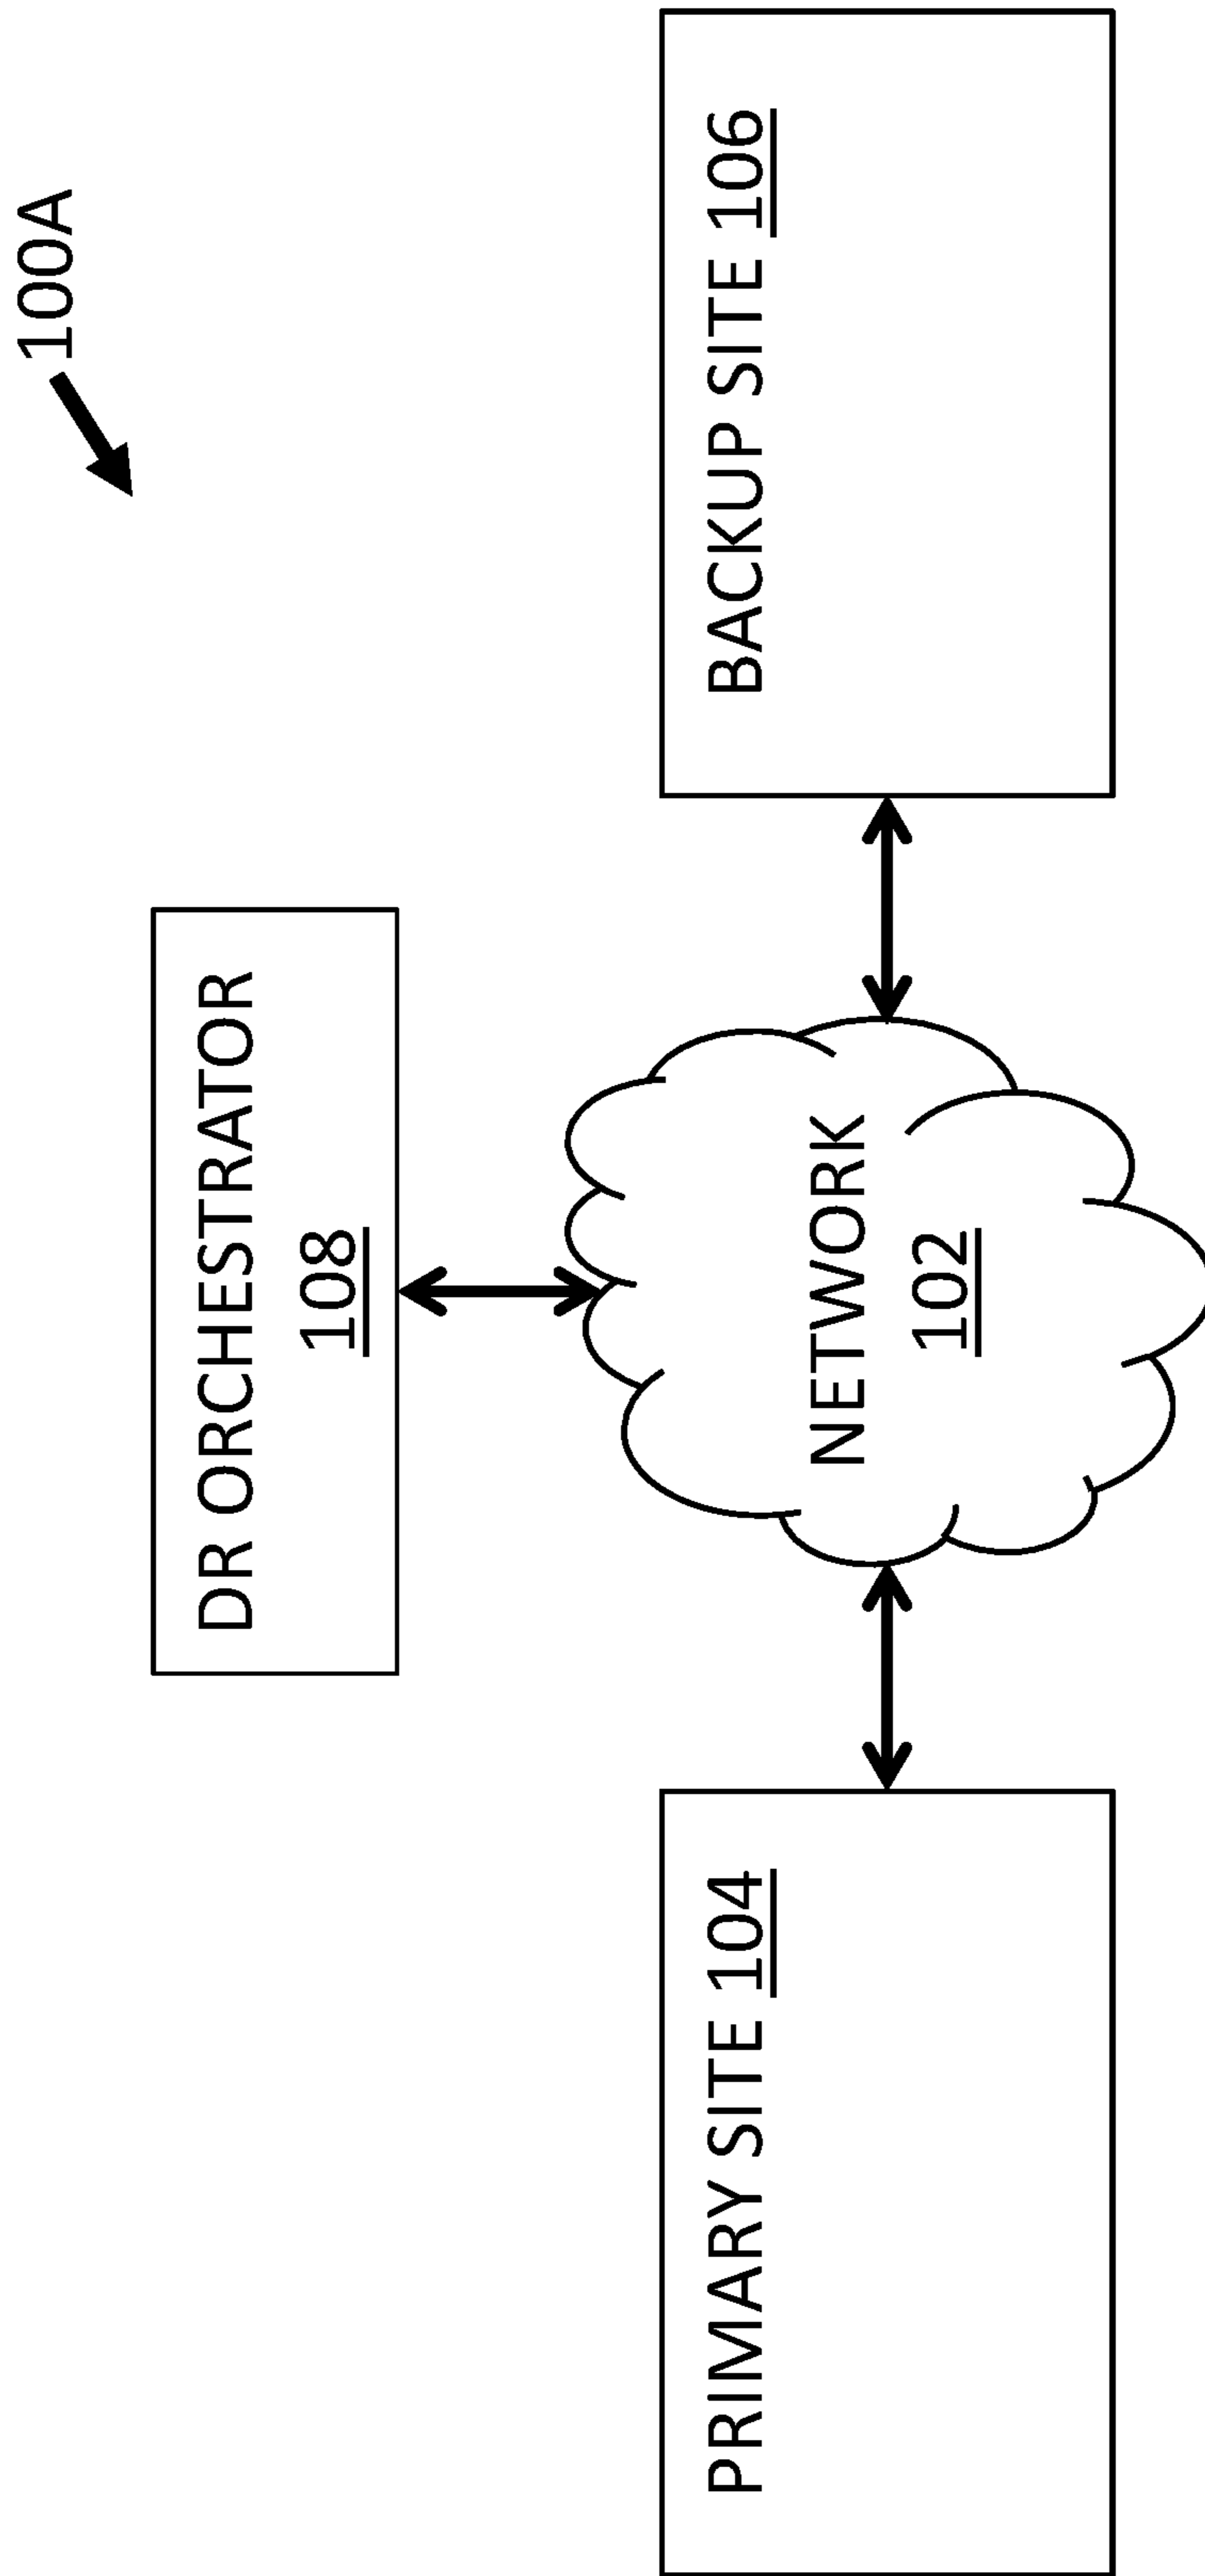 100A
DR ORCHESTRATOR
108
PRIMARY SITE 104
NETWORK
102
BACKUP SITE 106